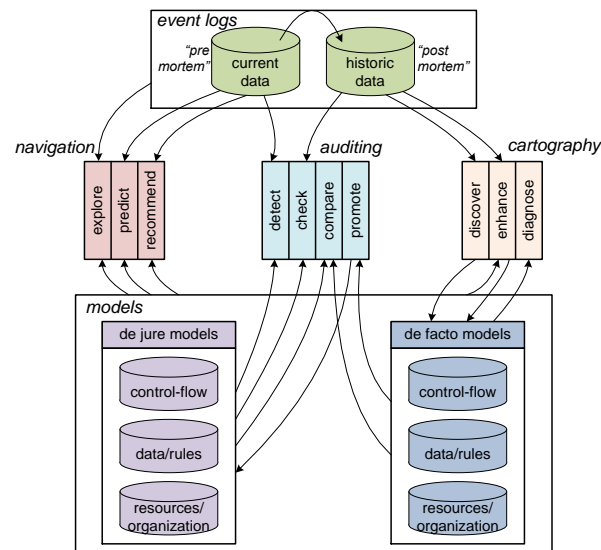 event logs
“pre mortem”
current data
historic data
“post mortem”
navigation
auditing
cartography
explore
predict
recommend
detect
check
compare
promote
discover
enhance
diagnose
models
de jure models
de facto models
control-flow
control-flow
data/rules
data/rules
resources/
organization
resources/
organization